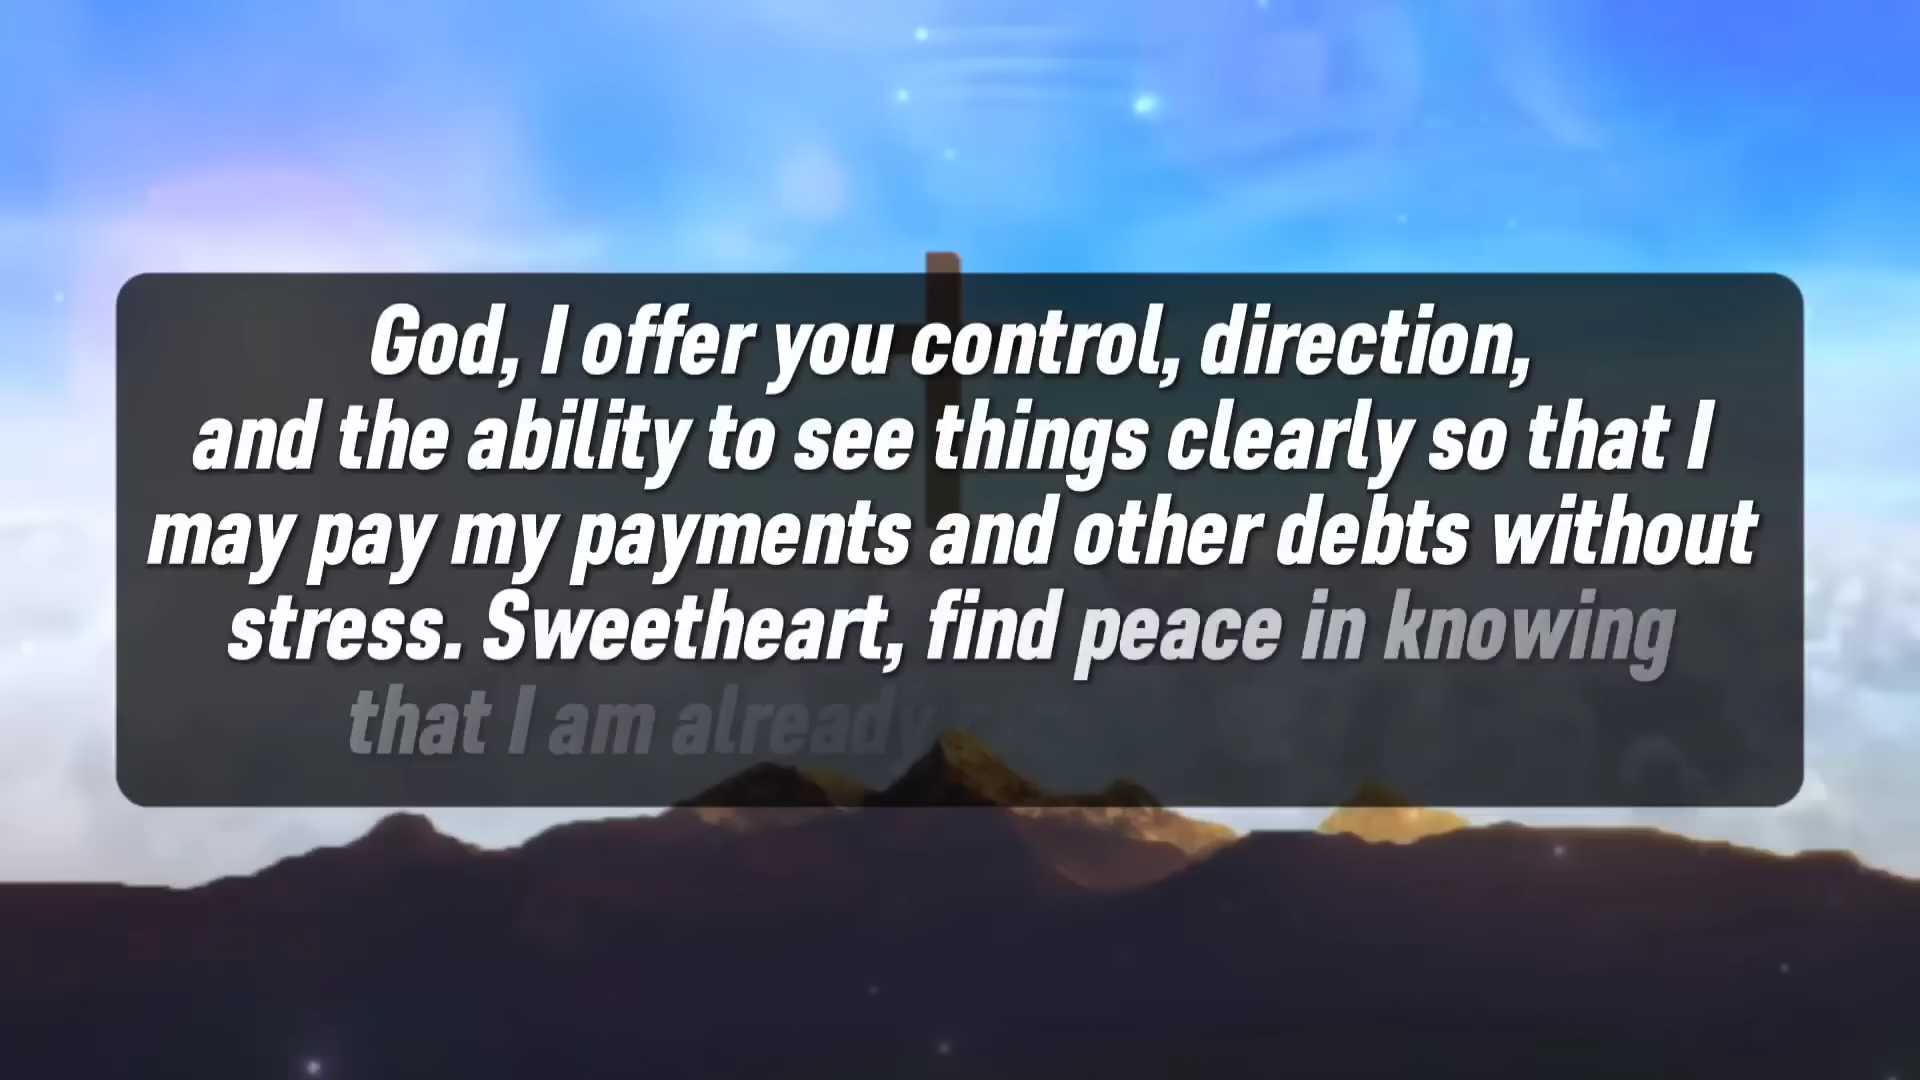 God, I offer you control, direction,
and the ability to see things clearly so that I
may pay my payments and other debts without
stress. Sweetheart, find peace in knowing
that I am already